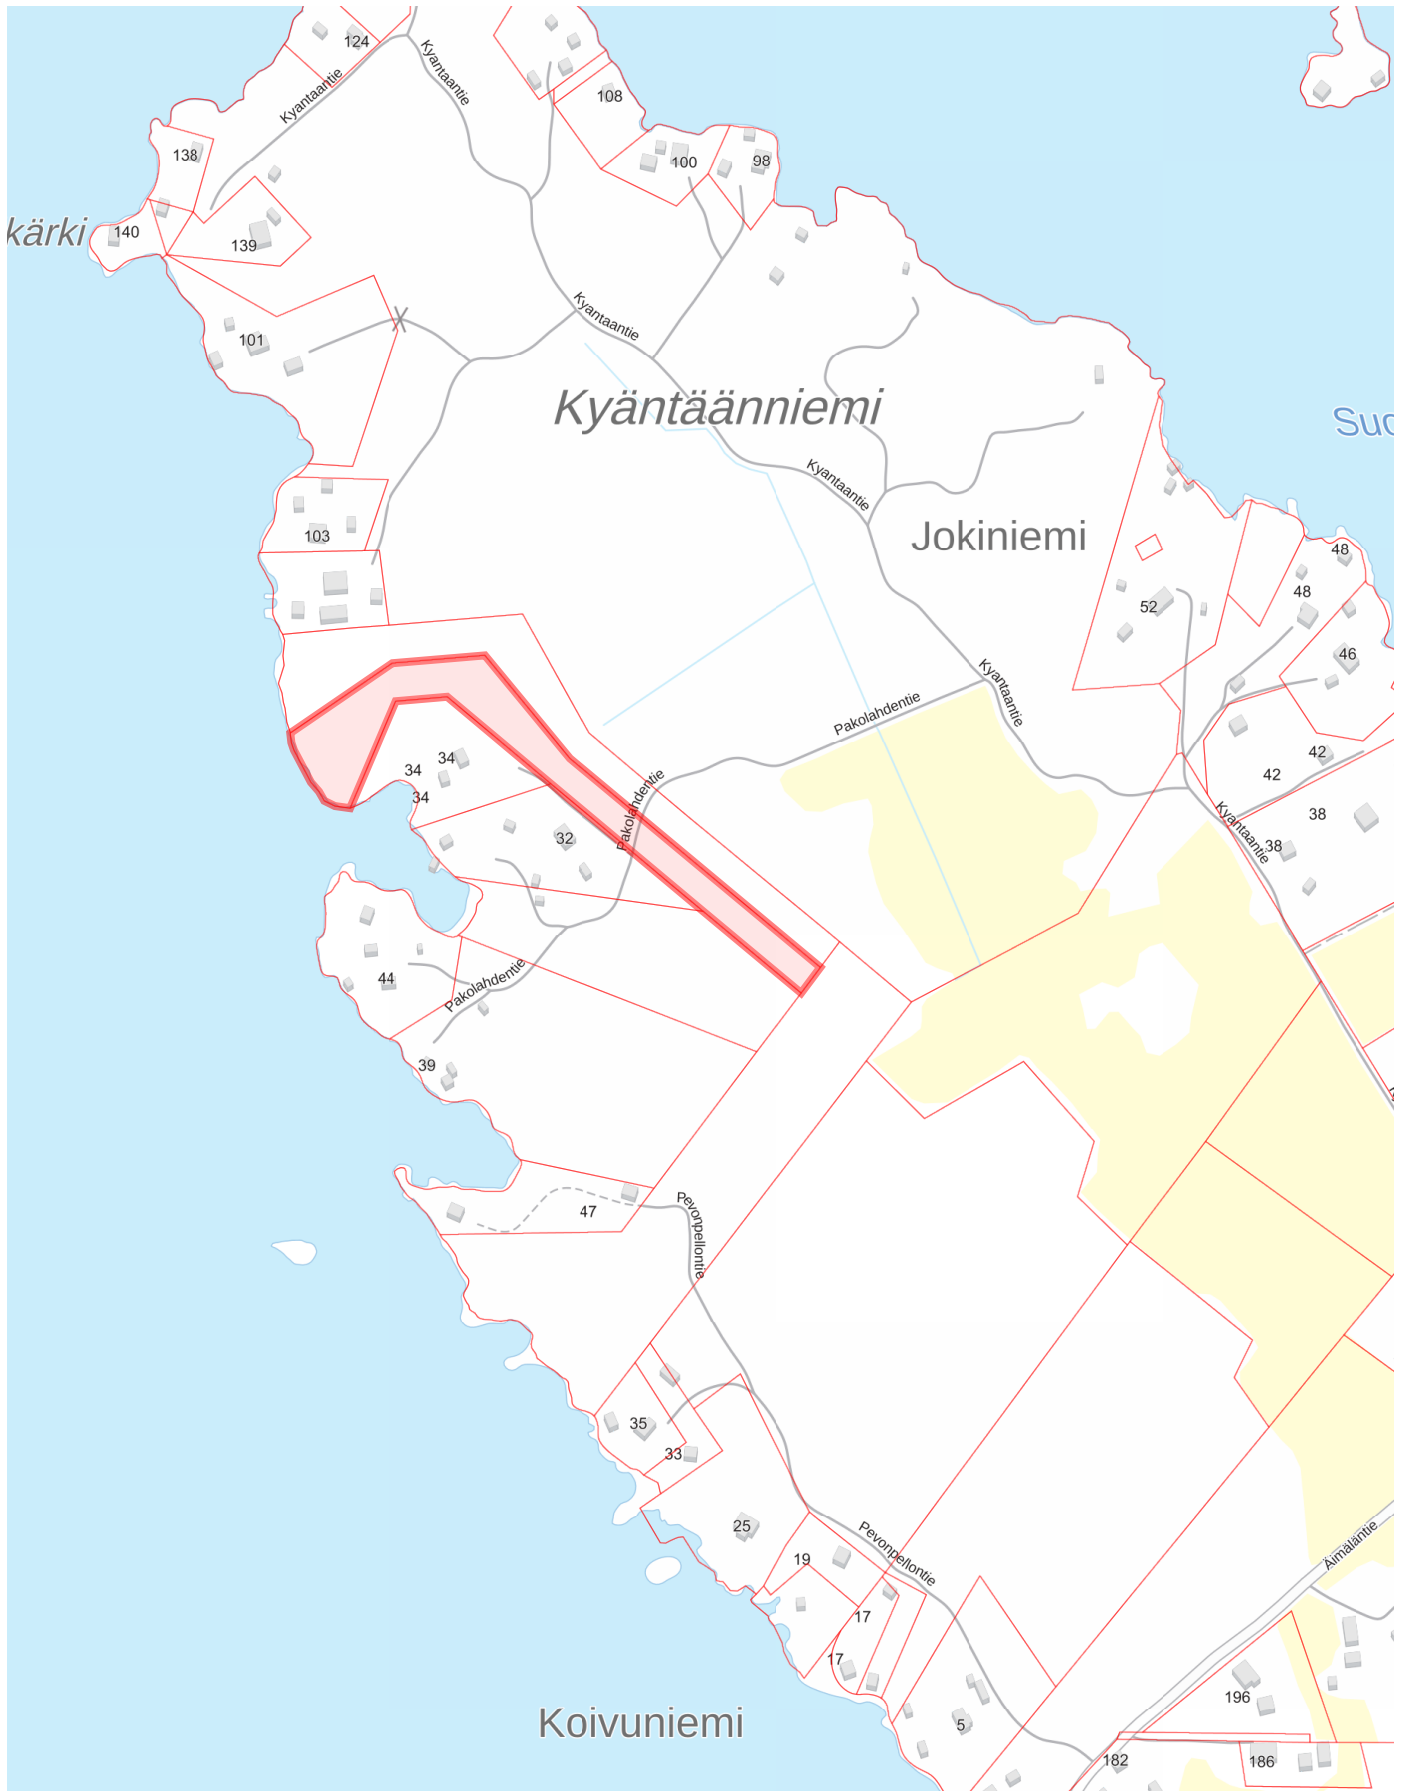 124
Kyantaantie
Kyantaantie
108
138
100
98
kärki
140
139
Kyantaantie
101
Kyäntäänniemi
Suo
Kyantaantie
103
Jokiniemi
48
48
52
46
Kyantaantie
Pakolahdentie
34
34
34
42
42
Pakolahdentie
32
38
38
Kyantaantie
44
Pakolahdentie
39
47
Pevonpellontie
35
33
25
Pevonpellontie
19
Äimäläntie
17
17
196
Koivuniemi
5
182
186